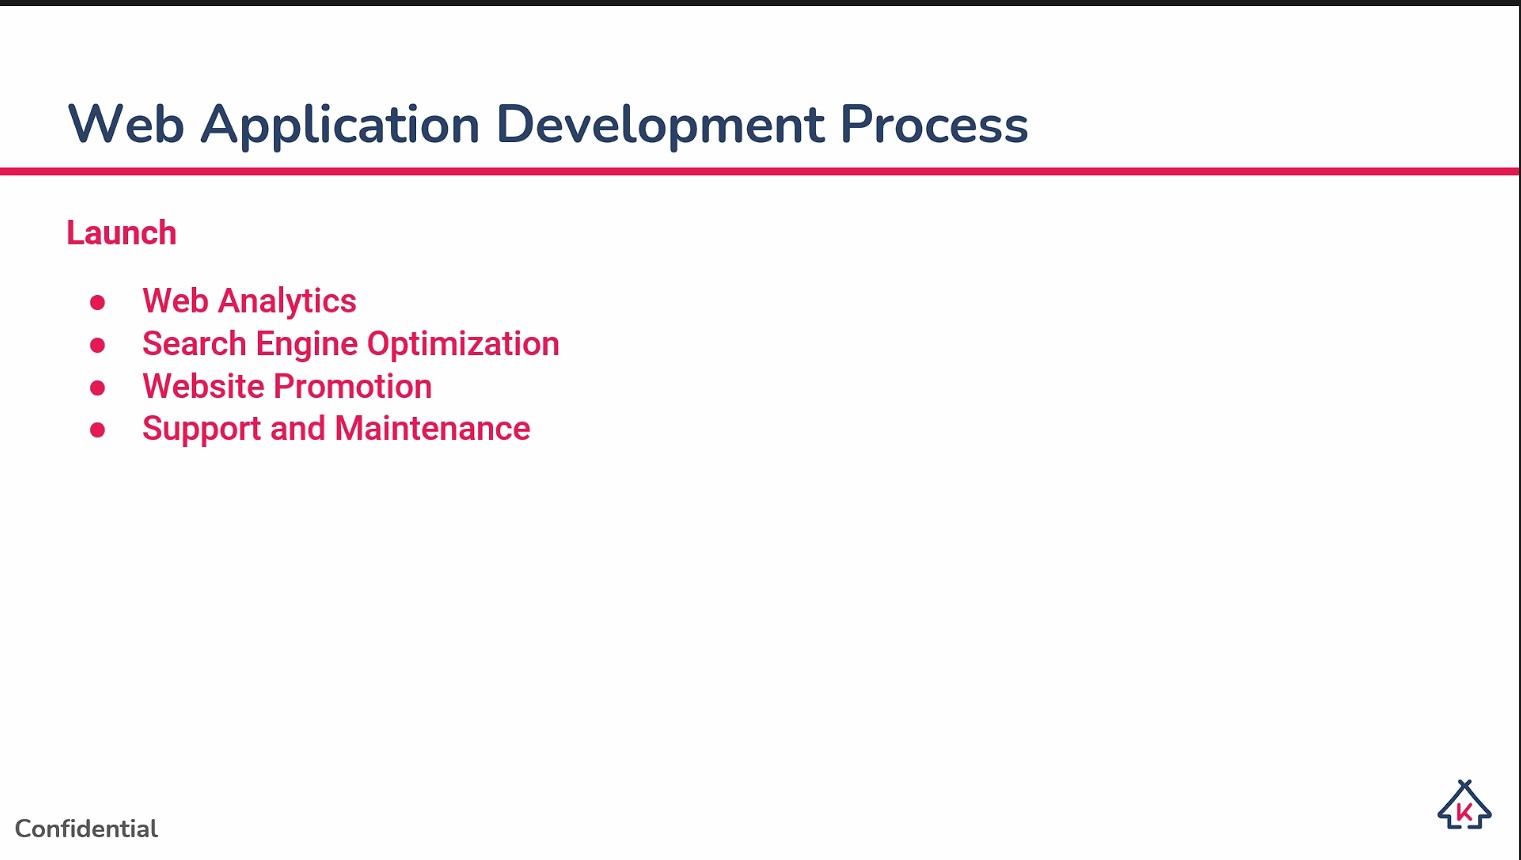 Web Application Development Process
Launch
● Web Analytics
● Search Engine Optimization
● Website Promotion
● Support and Maintenance
K
Confidential